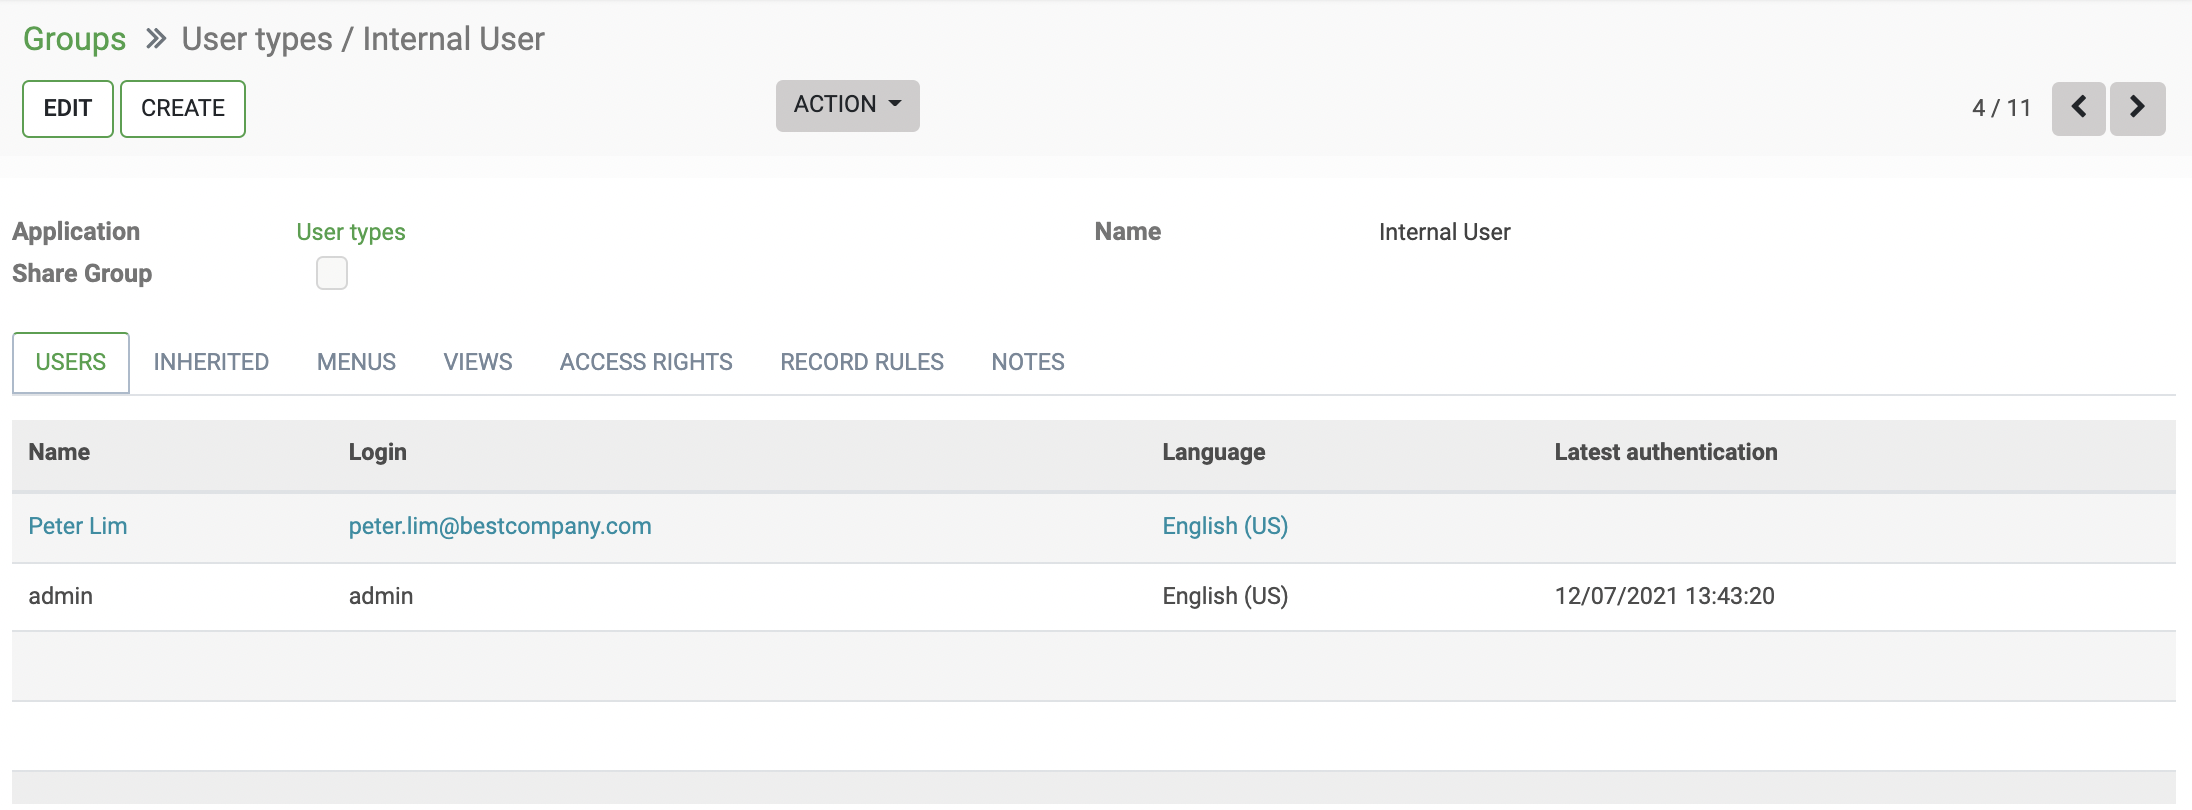 Groups » User types / Internal User
EDIT CREATE ACTION 4 / 11
Application User types Name Internal User
Share Group
USERS INHERITED MENUS VIEWS ACCESS RIGHTS RECORD RULES NOTES
Name Login Language Latest authentication
Peter Lim peter.lim@bestcompany.com English (US)
admin admin English (US) 12/07/2021 13:43:20